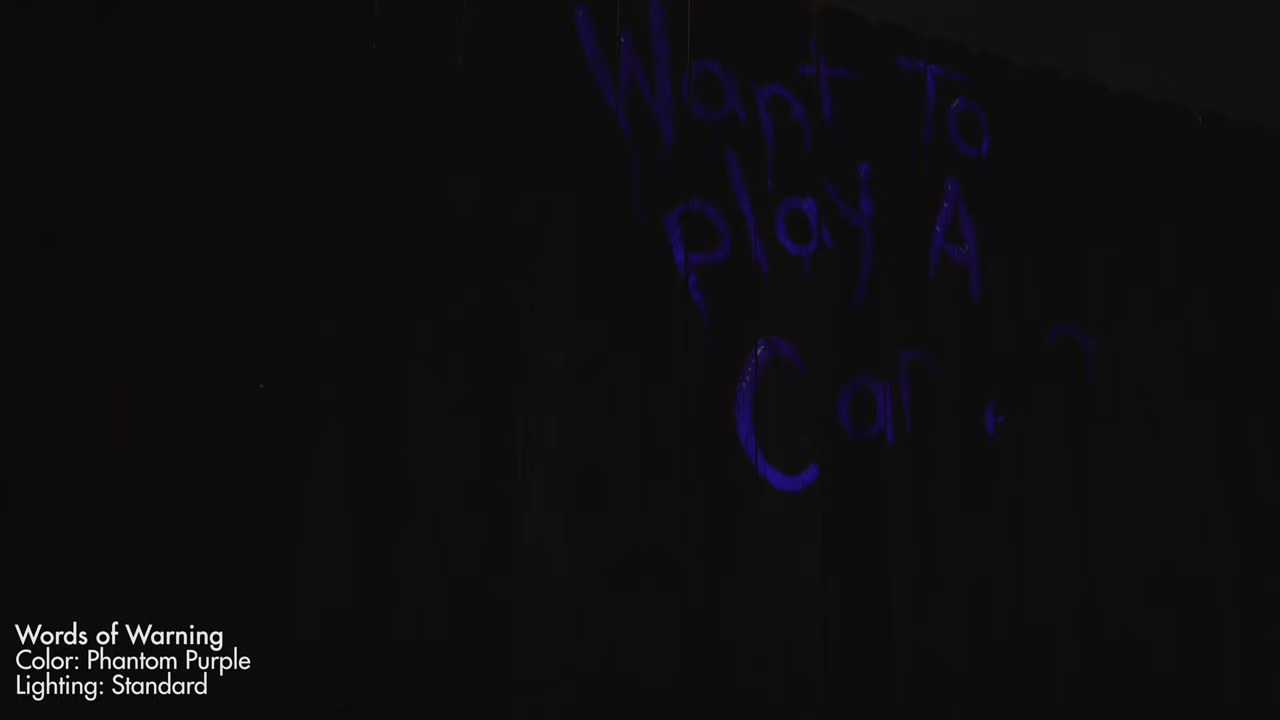 Want To
play A
Words of Warning
Color: Phantom Purple
Lighting: Standard